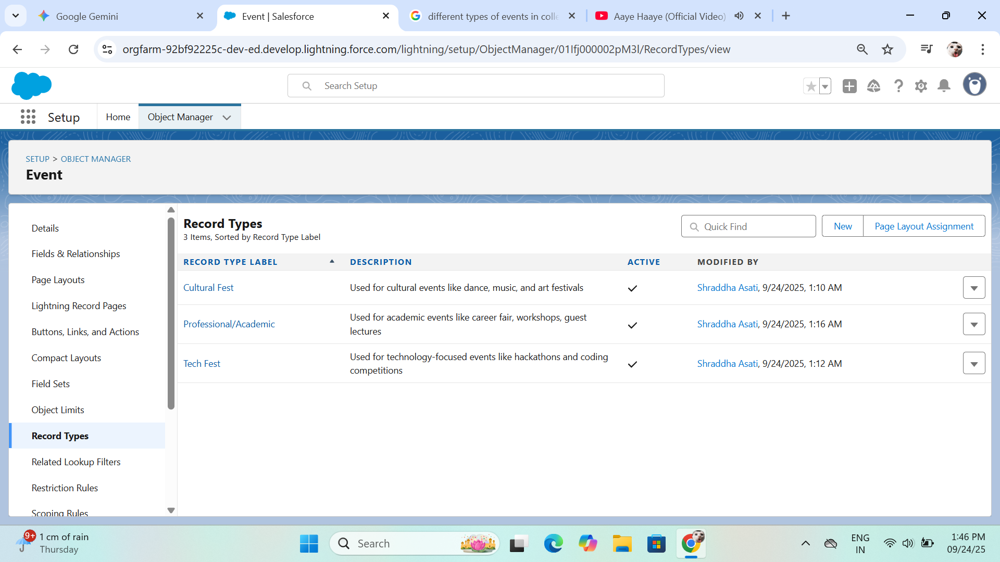 Google Gemini
Event | Salesforce
different types of events in colle
Aaye Haaye (Official Video)
orgfarm-92bf92225c-dev-ed.develop.lightning.force.com/lightning/setup/ObjectManager/01Ifj000002pM3l/RecordTypes/view
Search Setup
Setup
Home
Object Manager
SETUP > OBJECT MANAGER
Event
Details
Fields & Relationships
Page Layouts
Lightning Record Pages
Buttons, Links, and Actions
Compact Layouts
Field Sets
Object Limits
Record Types
Related Lookup Filters
Restriction Rules
Scoping Rules
Record Types
3 Items, Sorted by Record Type Label
Quick Find
New
Page Layout Assignment
RECORD TYPE LABEL DESCRIPTION ACTIVE MODIFIED BY
Cultural Fest Used for cultural events like dance, music, and art festivals Shraddha Asati, 9/24/2025, 1:10 AM
Professional/Academic Used for academic events like career fair, workshops, guest
lectures Shraddha Asati, 9/24/2025, 1:16 AM
Tech Fest Used for technology-focused events like hackathons and coding
competitions Shraddha Asati, 9/24/2025, 1:12 AM
9+
1 cm of rain
Thursday
Search
ENG
IN
1:46 PM
09/24/25